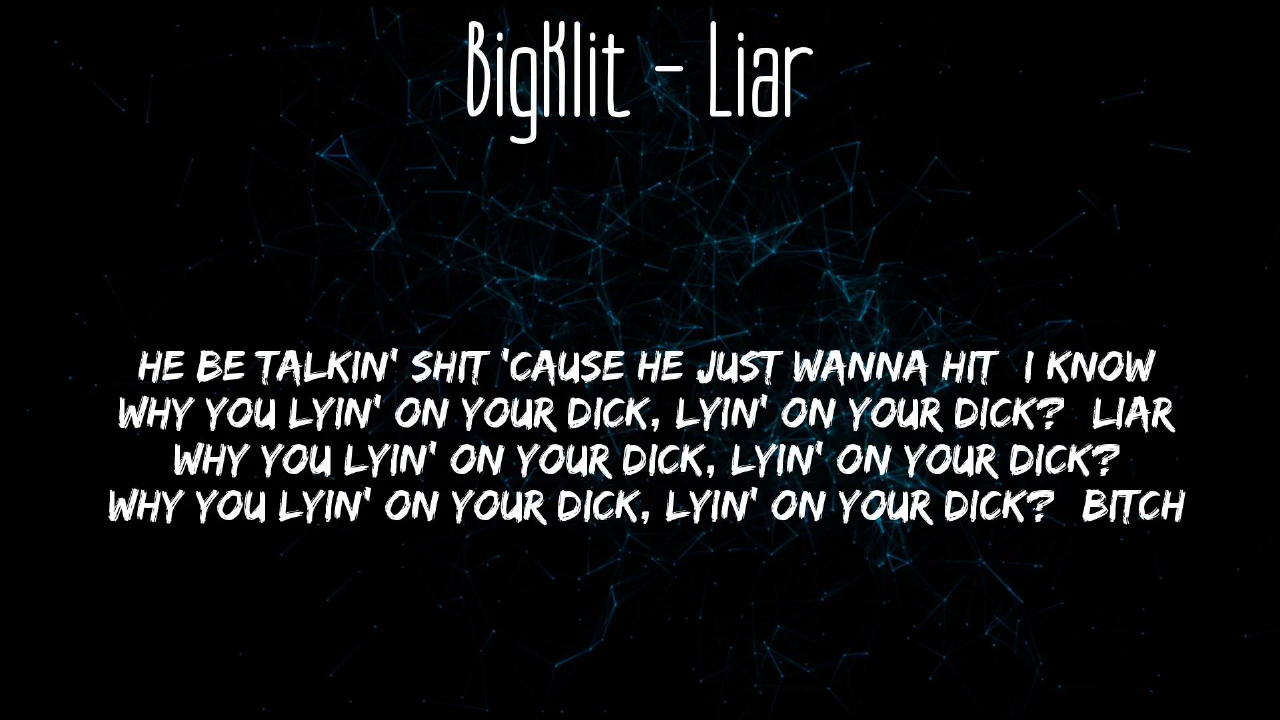 BigKlit - Liar
HE BE TALKIN' SHIT 'CAUSE HE JUST WANNA HIT I KNOW
WHY YOU LYIN' ON YOUR DICK, LYIN' ON YOUR DICK? LIAR
WHY YOU LYIN' ON YOUR DICK, LYIN' ON YOUR DICK?
WHY YOU LYIN' ON YOUR DICK, LYIN' ON YOUR DICK? BITCH